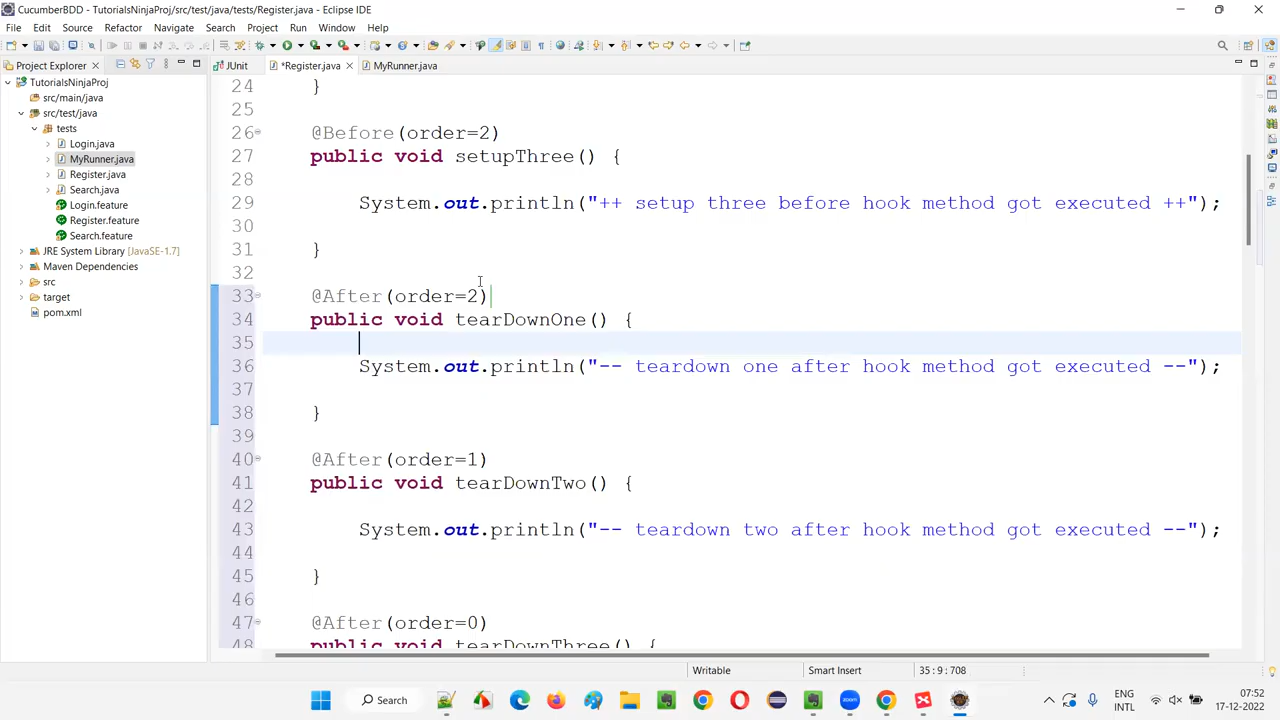 CucumberBDD - TutorialsNinjaProj/src/test/java/tests/Register.java - Eclipse IDE
File Edit Source Refactor Navigate Search Project Run Window Help
Project Explorer
JUnit
*Register.java
MyRunner.java
TutorialsNinjaProj
src/main/java
src/test/java
tests
Login.java
MyRunner.java
Register.java
Search.java
Login.feature
Register.feature
Search.feature
JRE System Library [JavaSE-1.7]
Maven Dependencies
src
target
pom.xml
24 }
25
26 @Before(order=2)
27 public void setupThree() {
28
29 System.out.println("++ setup three before hook method got executed ++");
30
31 }
32
33 @After(order=2)
34 public void tearDownOne() {
35
36 System.out.println("-- teardown one after hook method got executed --");
37
38 }
39
40 @After(order=1)
41 public void tearDownTwo() {
42
43 System.out.println("-- teardown two after hook method got executed --");
44
45 }
46
47 @After(order=0)
48 public void tearDownThree() {
Writable Smart Insert 35 : 9 : 708
Search
ENG
INTL
07:52
17-12-2022